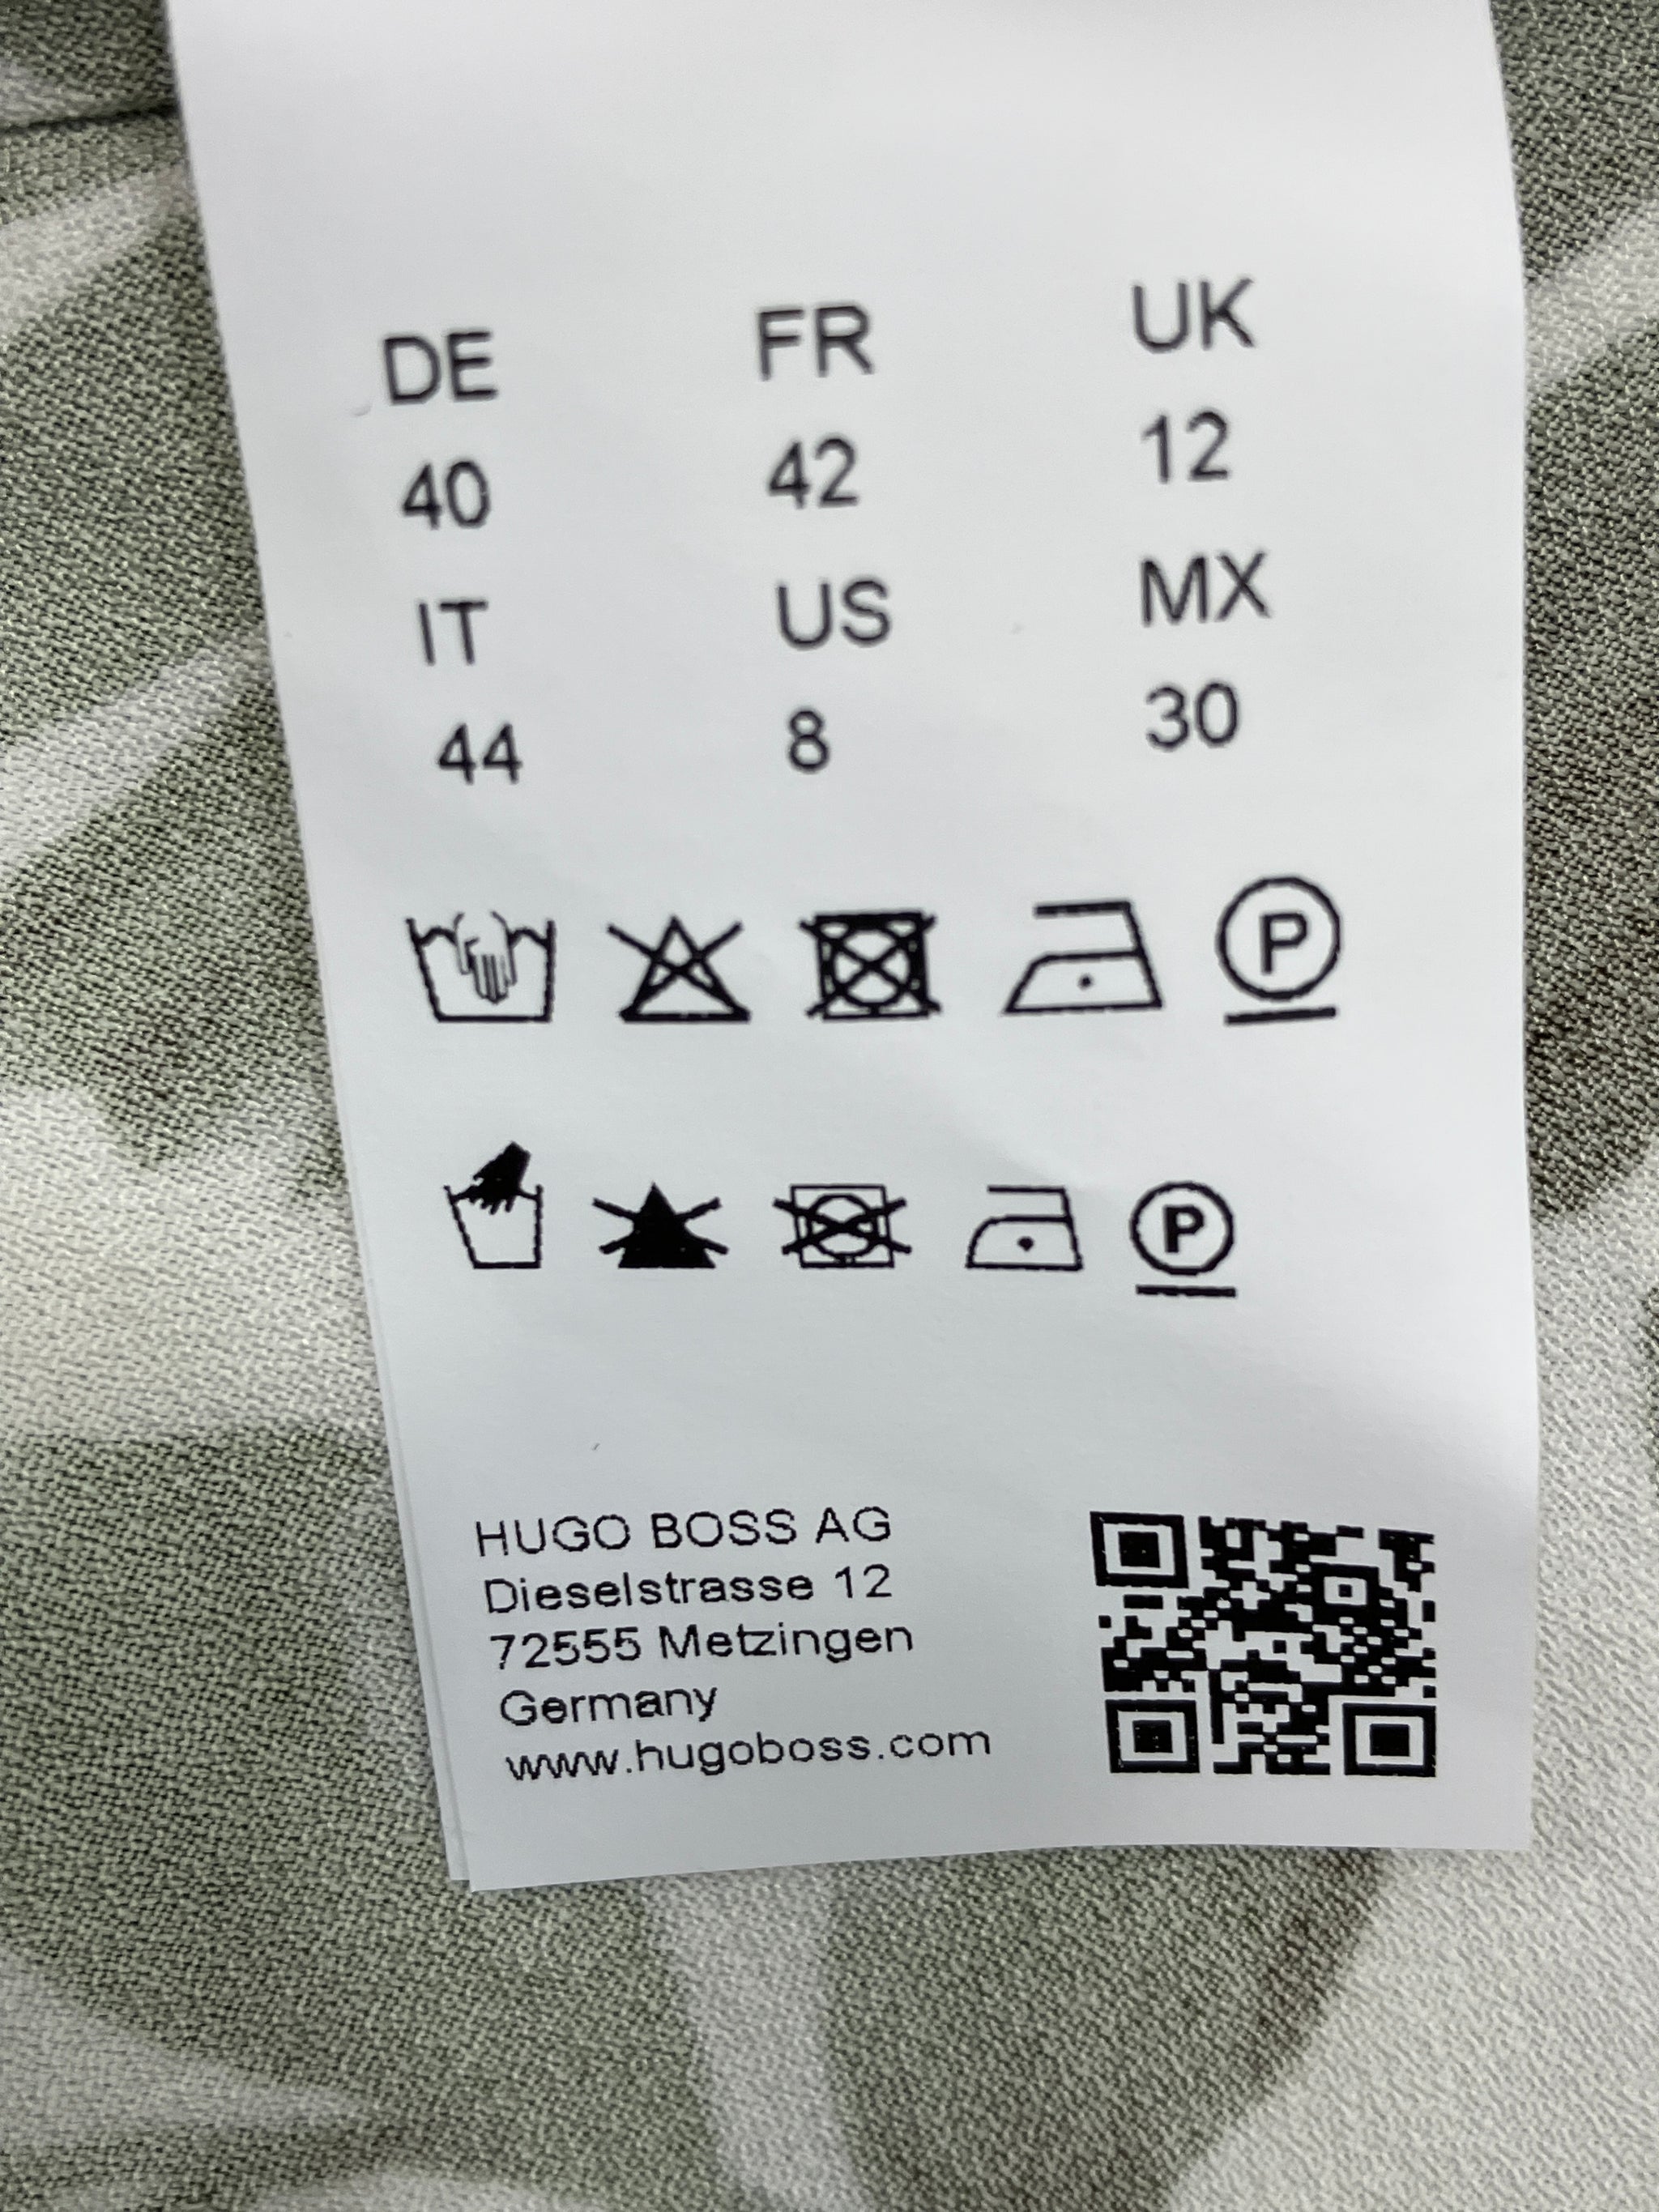 DE FR UK
40 42 12
IT US MX
44 8 30
P
P
HUGO BOSS AG
Dieselstrasse 12
72555 Metzingen
Germany
www.hugoboss.com